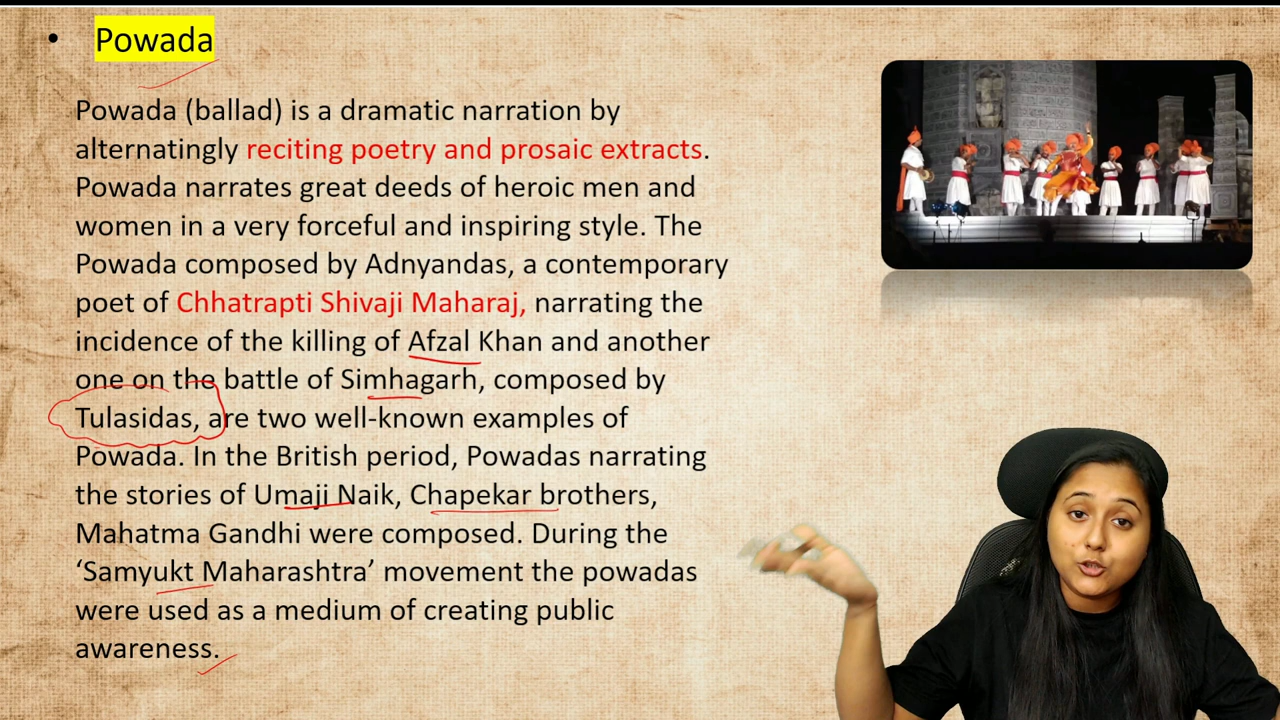 • Powada
Powada (ballad) is a dramatic narration by
alternatingly reciting poetry and prosaic extracts.
Powada narrates great deeds of heroic men and
women in a very forceful and inspiring style. The
Powada composed by Adnyandas, a contemporary
poet of Chhatrapti Shivaji Maharaj, narrating the
incidence of the killing of Afzal Khan and another
one on the battle of Simhagarh, composed by
Tulasidas, are two well-known examples of
Powada. In the British period, Powadas narrating
the stories of Umaji Naik, Chapekar brothers,
Mahatma Gandhi were composed. During the
‘Samyukt Maharashtra’ movement the powadas
were used as a medium of creating public
awareness.